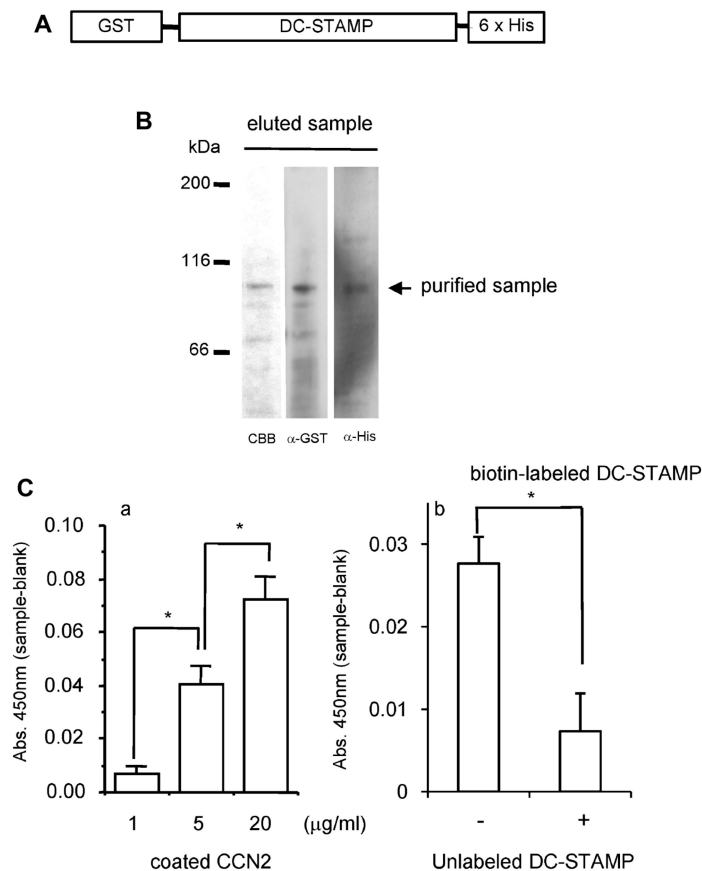 A
GST
DC-STAMP
6 x His
B
eluted sample
kDa
200
116
66
purified sample
CBB
α-GST
α-His
C
a
Abs. 450nm (sample-blank)
0.10
0.08
0.06
0.04
0.02
0.00
*
*
1
5
20
(μg/ml)
coated CCN2
biotin-labeled DC-STAMP
b
*
Abs. 450nm (sample-blank)
0.03
0.02
0.01
0
-
+
Unlabeled DC-STAMP